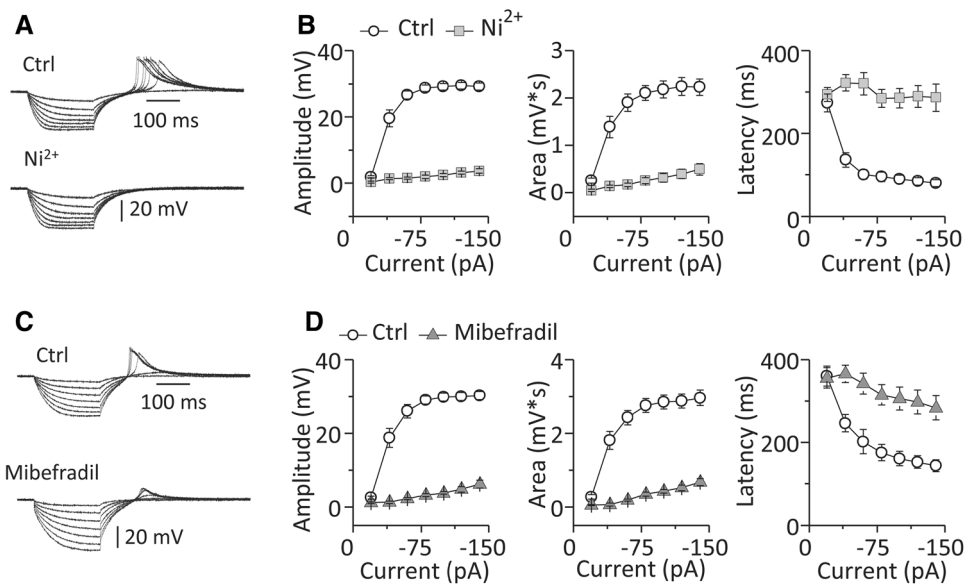 A
Ctrl
100 ms
Ni2+
20 mV
B
Ctrl Ni2+
Amplitude (mV)
40
20
0
0 -75 -150
Current (pA)
Area (mV*s)
3
2
1
0
0 -75 -150
Current (pA)
Latency (ms)
400
200
0
0 -75 -150
Current (pA)
C
Ctrl
100 ms
Mibefradil
20 mV
D
Ctrl Mibefradil
Amplitude (mV)
40
20
0
0 -75 -150
Current (pA)
Area (mV*s)
4
2
0
0 -75 -150
Current (pA)
Latency (ms)
400
200
0
0 -75 -150
Current (pA)